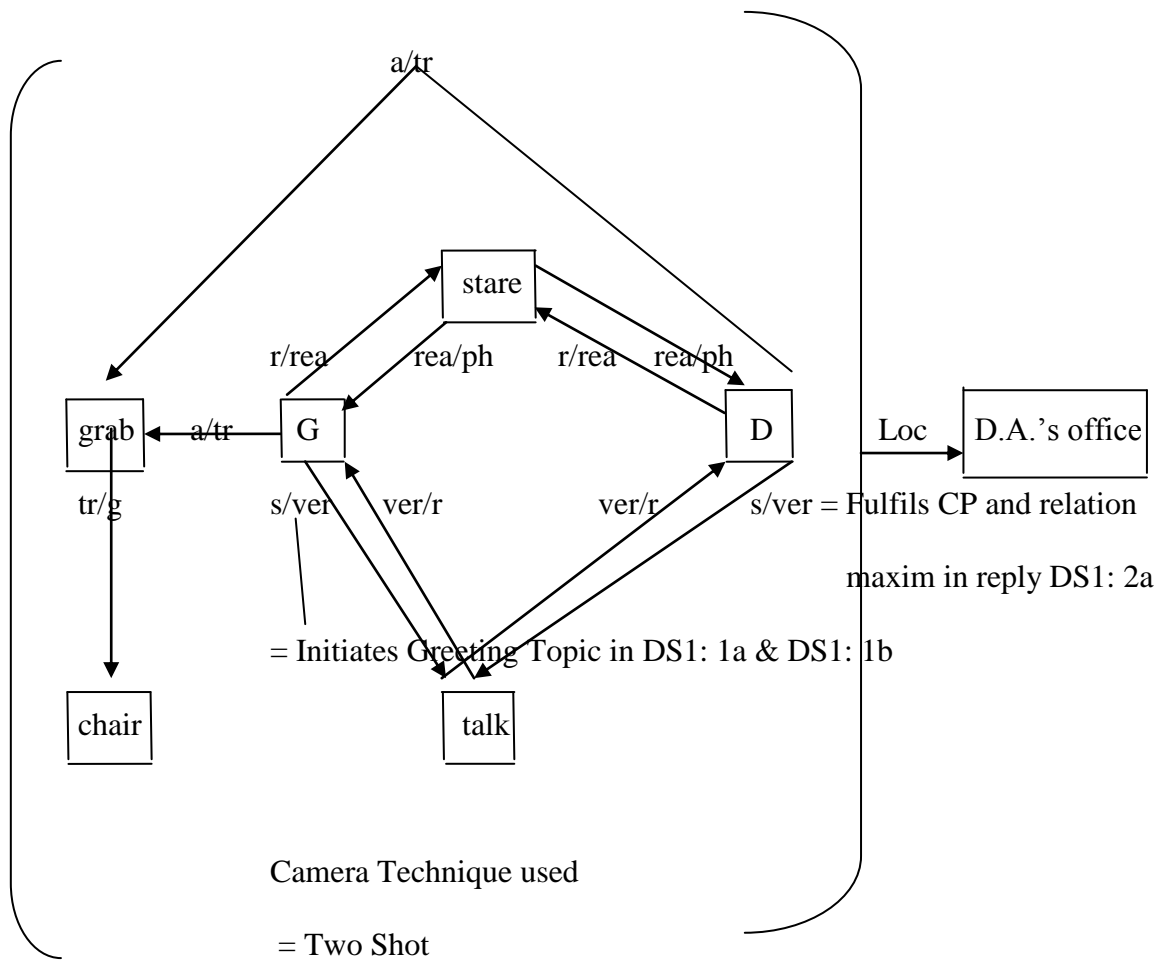 a/tr
stare
r/rea rea/ph r/rea rea/ph
grab a/tr G D Loc D.A.’s office
tr/g s/ver ver/r ver/r s/ver = Fulfils CP and relation
maxim in reply DS1: 2a
= Initiates Greeting Topic in DS1: 1a & DS1: 1b
chair talk
Camera Technique used
= Two Shot